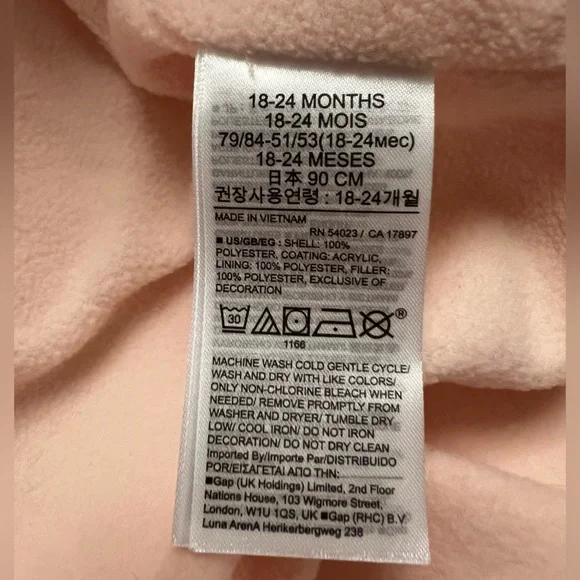 18-24 MONTHS
18-24 MOIS
79/84-51/53(18-24мес)
18-24 MESES
日本 90 CM
권장사용연령 : 18-24개월
MADE IN VIETNAM
RN 54023 / CA 17897
■ US/GB/EG : SHELL: 100%
POLYESTER, COATING: ACRYLIC,
LINING: 100% POLYESTER, FILLER:
100% POLYESTER, EXCLUSIVE OF
DECORATION
30
®
1166
MACHINE WASH COLD GENTLE CYCLE/
WASH AND DRY WITH LIKE COLORS/
ONLY NON-CHLORINE BLEACH WHEN
NEEDED/ REMOVE PROMPTLY FROM
WASHER AND DRYER/ TUMBLE DRY
LOW/ COOL IRON/ DO NOT IRON
DECORATION/ DO NOT DRY CLEAN
Imported By/Importe Par/DISTRIBUIDO
POR/ΕΙΣΑΓΕΤΑΙ ΑΠΟ ΤΗΝ:
■Gap (UK Holdings) Limited, 2nd Floor
Nations House, 103 Wigmore Street,
London, W1U 1QS, UK ■Gap (RHC) B.V.
Luna ArenA Herikerbergweg 238